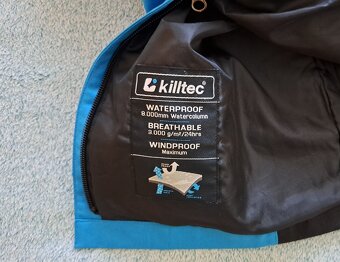 killtec
WATERPROOF
8.000mm Watercolumn
BREATHABLE
3.000 g/m²/24hrs
WINDPROOF
Maximum